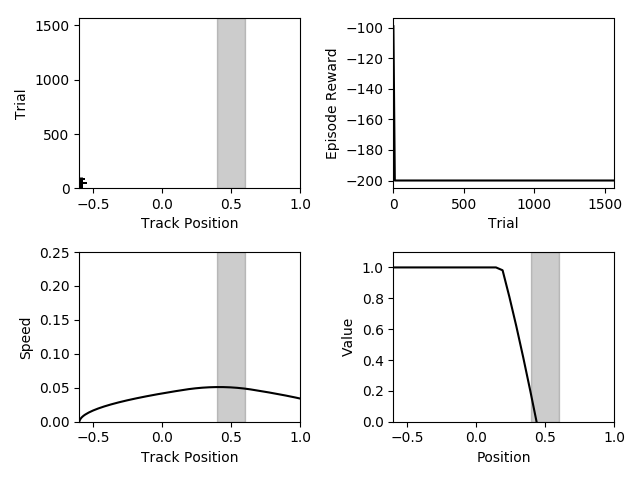 1500
1000
500
0
Trial
−0.5 0.0 0.5 1.0
Track Position
−100
−120
−140
−160
−180
−200
Episode Reward
0 500 1000 1500
Trial
0.25
0.20
0.15
0.10
0.05
0.00
Speed
−0.5 0.0 0.5 1.0
Track Position
1.0
0.8
0.6
0.4
0.2
0.0
Value
−0.5 0.0 0.5 1.0
Position